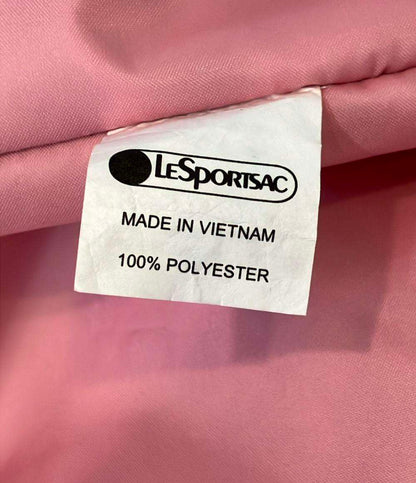 LESPORTSAC
MADE IN VIETNAM
100% POLYESTER